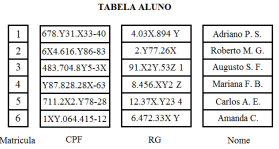 TABELA ALUNO
1 678.Y31.X33-40 4.03X.894 Y Adriano P. S.
2 6X4.616.Y86-83 2.Y77.26X Roberto M. G.
3 483.704.8Y5-3X 91.X2Y.53Z 1 Augusto S. F.
4 Y87.828.28X-63 8.456.XY2 Z Mariana F. B.
5 711.2X2.Y78-28 12.37X.Y23 4 Carlos A. E.
6 1XY.064.415-12 6.472.33X Y Amanda C.
Matricula CPF RG Nome